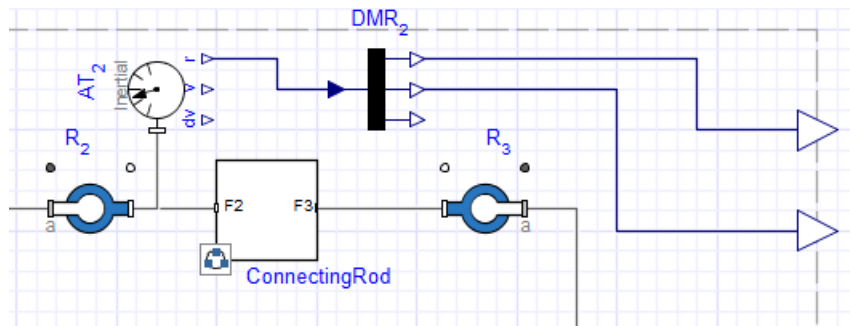 DMR2
AT2
Inertial
r
v
dv
R2
R3
a
F2
F3
a
ConnectingRod